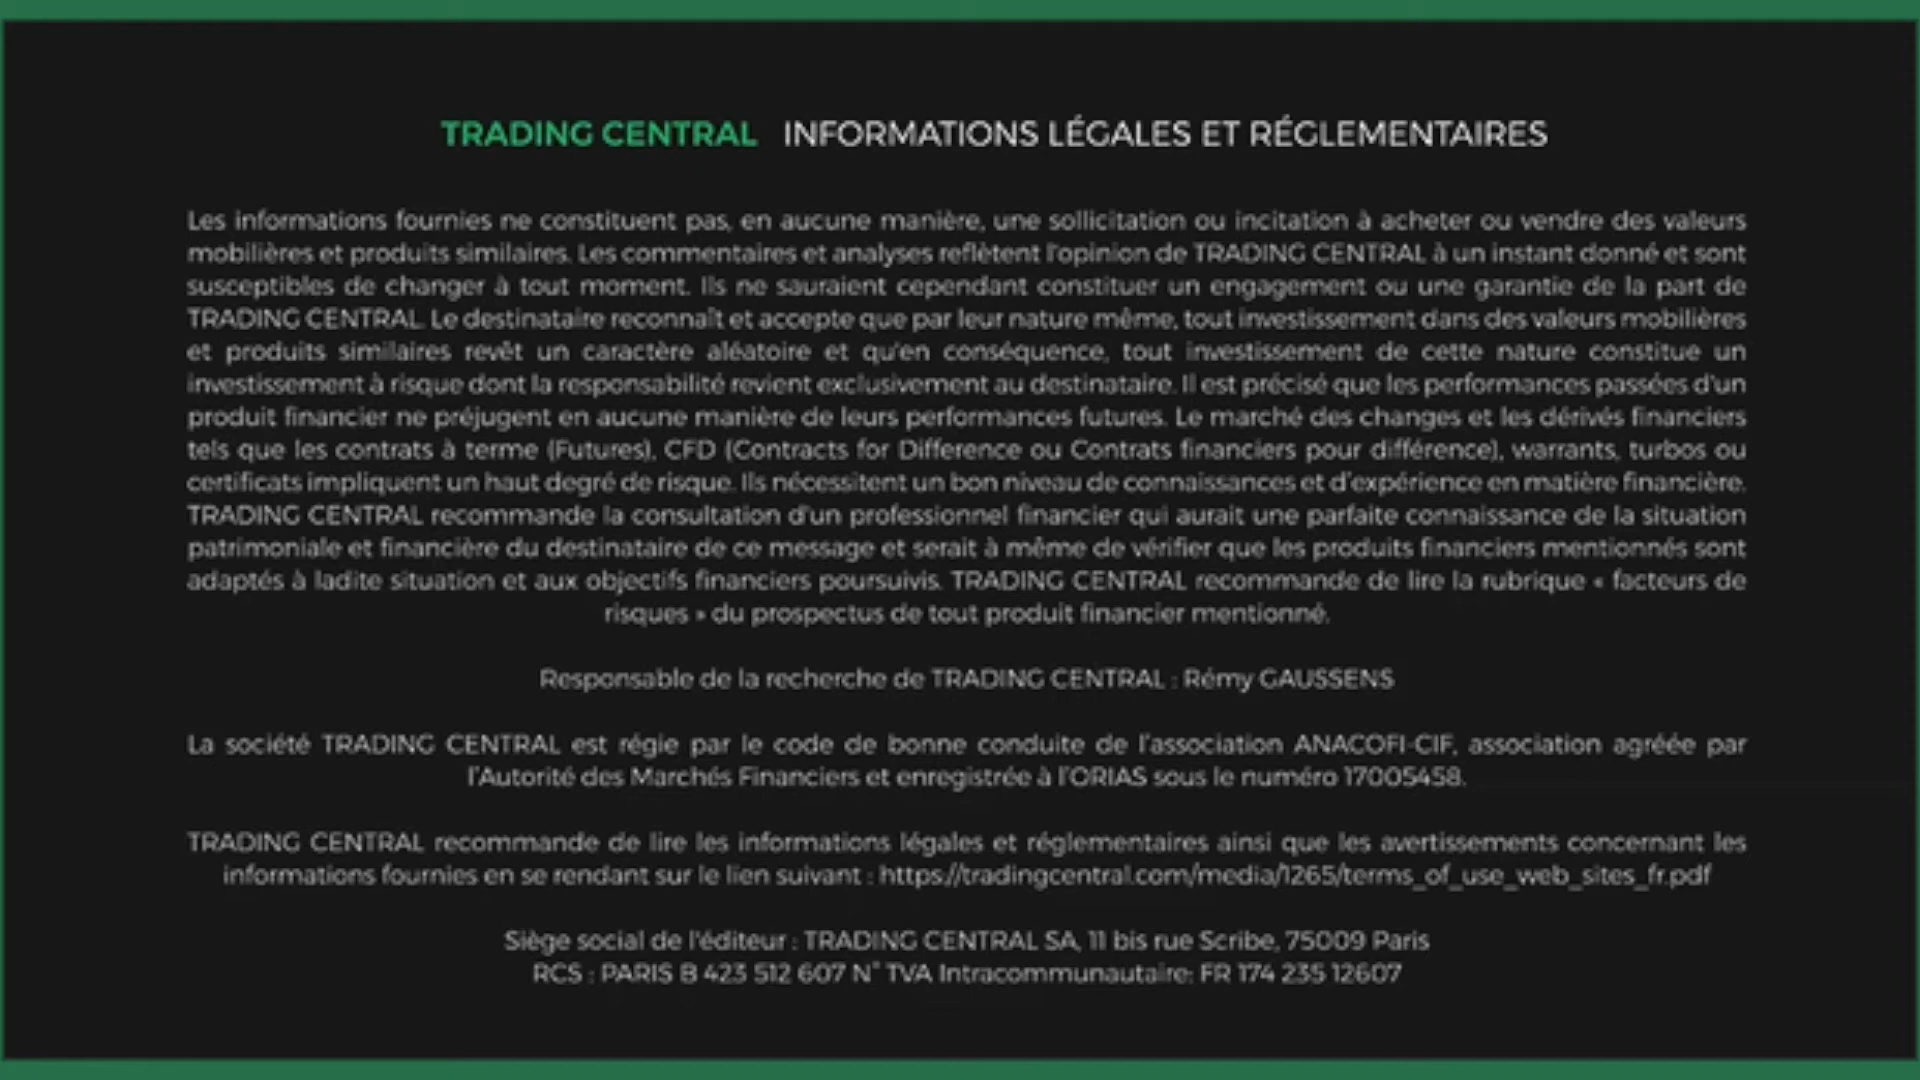 TRADING CENTRAL INFORMATIONS LÉGALES ET RÉGLEMENTAIRES
Les informations fournies ne constituent pas, en aucune manière, une sollicitation ou incitation à acheter ou vendre des valeurs
mobilières et produits similaires. Les commentaires et analyses reflètent l'opinion de TRADING CENTRAL à un instant donné et sont
susceptibles de changer à tout moment. Ils ne sauraient cependant constituer un engagement ou une garantie de la part de
TRADING CENTRAL. Le destinataire reconnaît et accepte que par leur nature même, tout investissement dans des valeurs mobilières
et produits similaires revêt un caractère aléatoire et qu'en conséquence, tout investissement de cette nature constitue un
investissement à risque dont la responsabilité revient exclusivement au destinataire. Il est précisé que les performances passées d'un
produit financier ne préjugent en aucune manière de leurs performances futures. Le marché des changes et les dérivés financiers
tels que les contrats à terme (Futures), CFD (Contracts for Difference ou Contrats financiers pour différence), warrants, turbos ou
certificats impliquent un haut degré de risque. Ils nécessitent un bon niveau de connaissances et d'expérience en matière financière.
TRADING CENTRAL recommande la consultation d'un professionnel financier qui aurait une parfaite connaissance de la situation
patrimoniale et financière du destinataire de ce message et serait à même de vérifier que les produits financiers mentionnés sont
adaptés à ladite situation et aux objectifs financiers poursuivis. TRADING CENTRAL recommande de lire la rubrique « facteurs de
risques » du prospectus de tout produit financier mentionné.
Responsable de la recherche de TRADING CENTRAL : Rémy GAUSSENS
La société TRADING CENTRAL est régie par le code de bonne conduite de l'association ANACOFI-CIF, association agréée par
l'Autorité des Marchés Financiers et enregistrée à l'ORIAS sous le numéro 17005458.
TRADING CENTRAL recommande de lire les informations légales et réglementaires ainsi que les avertissements concernant les
informations fournies en se rendant sur le lien suivant : https://tradingcentral.com/media/1265/terms_of_use_web_sites_fr.pdf
Siège social de l'éditeur : TRADING CENTRAL SA, 11 bis rue Scribe, 75009 Paris
RCS : PARIS B 423 512 607 N° TVA Intracommunautaire: FR 174 235 12607